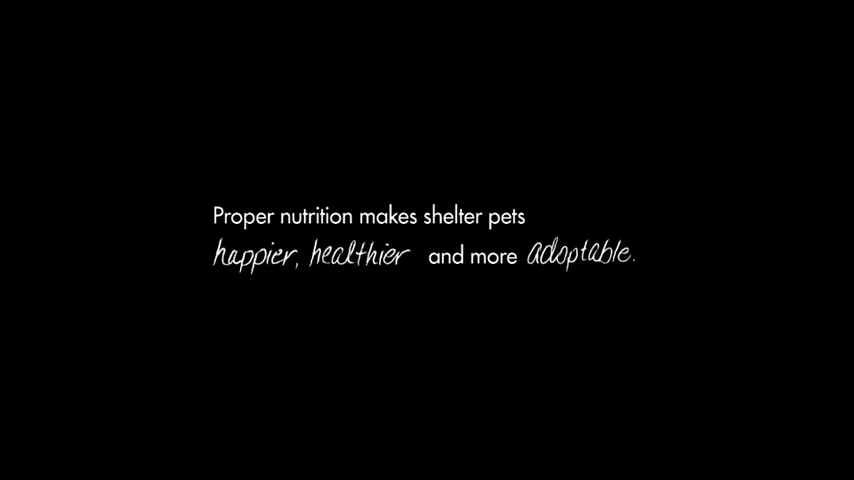 Proper nutrition makes shelter pets
happier, healthier and more adoptable.